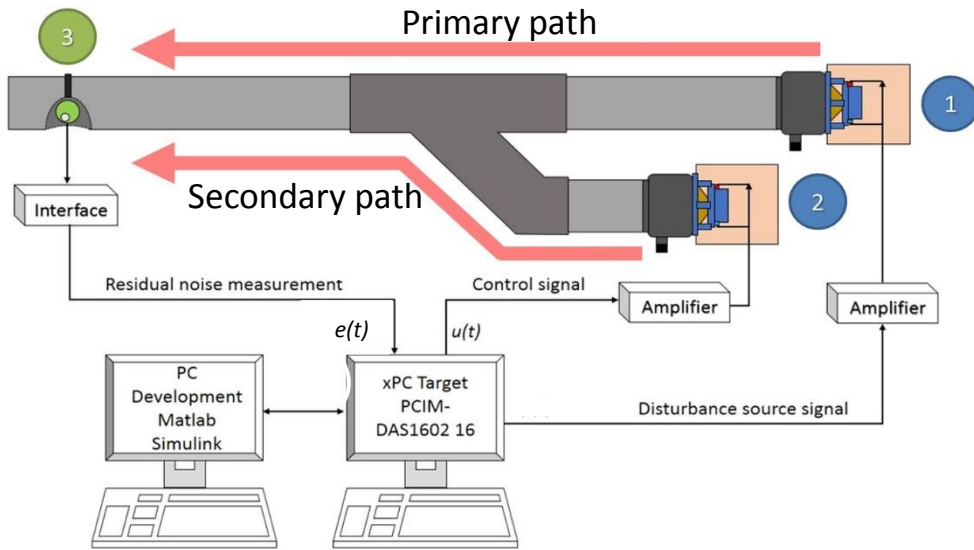 Primary path
3
1
Secondary path
2
Interface
Residual noise measurement
Control signal
Amplifier
Amplifier
e(t)
u(t)
PC
Development
Matlab
Simulink
xPC Target
PCIM-
DAS1602 16
Disturbance source signal